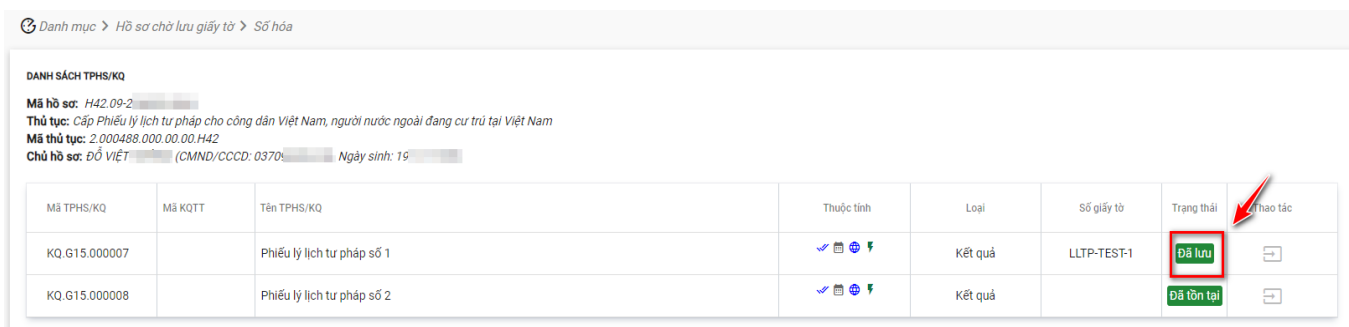 Danh mục > Hồ sơ chờ lưu giấy tờ > Số hóa
DANH SÁCH TPHS/KQ
Mã hồ sơ: H42.09-2
Thủ tục: Cấp Phiếu lý lịch tư pháp cho công dân Việt Nam, người nước ngoài đang cư trú tại Việt Nam
Mã thủ tục: 2.000488.000.00.00.H42
Chủ hồ sơ: ĐỖ VIỆT (CMND/CCCD: 0370 Ngày sinh: 19
Mã TPHS/KQ Mã KQTT Tên TPHS/KQ Thuộc tính Loại Số giấy tờ Trạng thái Thao tác
KQ.G15.000007 Phiếu lý lịch tư pháp số 1 Kết quả LLTP-TEST-1 Đã lưu
KQ.G15.000008 Phiếu lý lịch tư pháp số 2 Kết quả Đã tồn tại